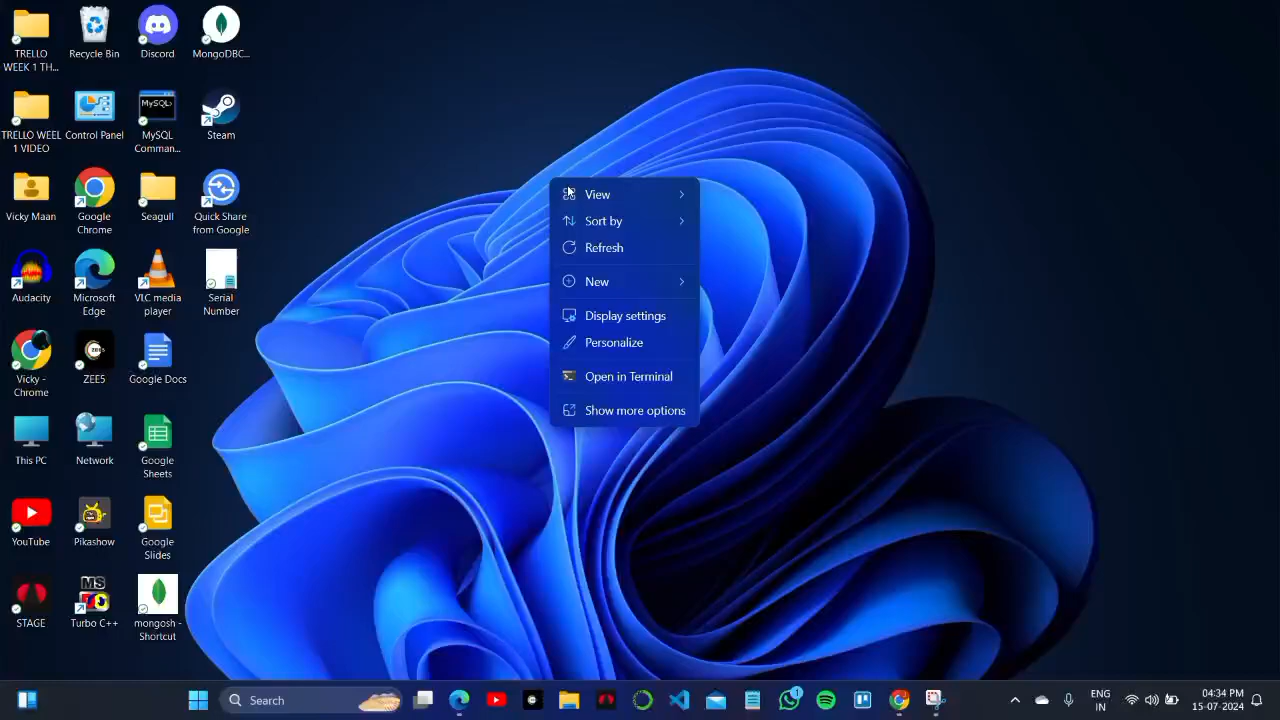 TRELLO
WEEK 1 TH...
Recycle Bin
Discord
MongoDBC...
TRELLO WEEL
1 VIDEO
Control Panel
MySQL
MySQL
Comman...
Steam
Vicky Maan
Google
Chrome
Seagull
Quick Share
from Google
Audacity
Microsoft
Edge
VLC media
player
Serial
Number
Vicky -
Chrome
ZEE5
Google Docs
This PC
Network
Google
Sheets
YouTube
Pikashow
Google
Slides
STAGE
MS
Turbo C++
mongosh -
Shortcut
View
Sort by
Refresh
New
Display settings
Personalize
Open in Terminal
Show more options
Search
1
ENG
IN
04:34 PM
15-07-2024